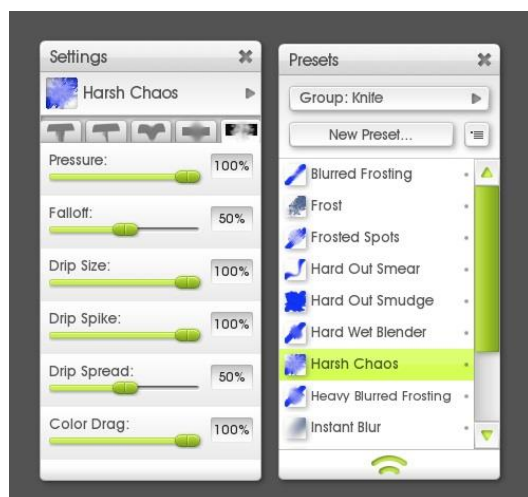 Settings
Harsh Chaos
Pressure:
100%
Falloff:
50%
Drip Size:
100%
Drip Spike:
100%
Drip Spread:
50%
Color Drag:
100%
Presets
Group: Knife
New Preset...
Blurred Frosting
Frost
Frosted Spots
Hard Out Smear
Hard Out Smudge
Hard Wet Blender
Harsh Chaos
Heavy Blurred Frosting
Instant Blur